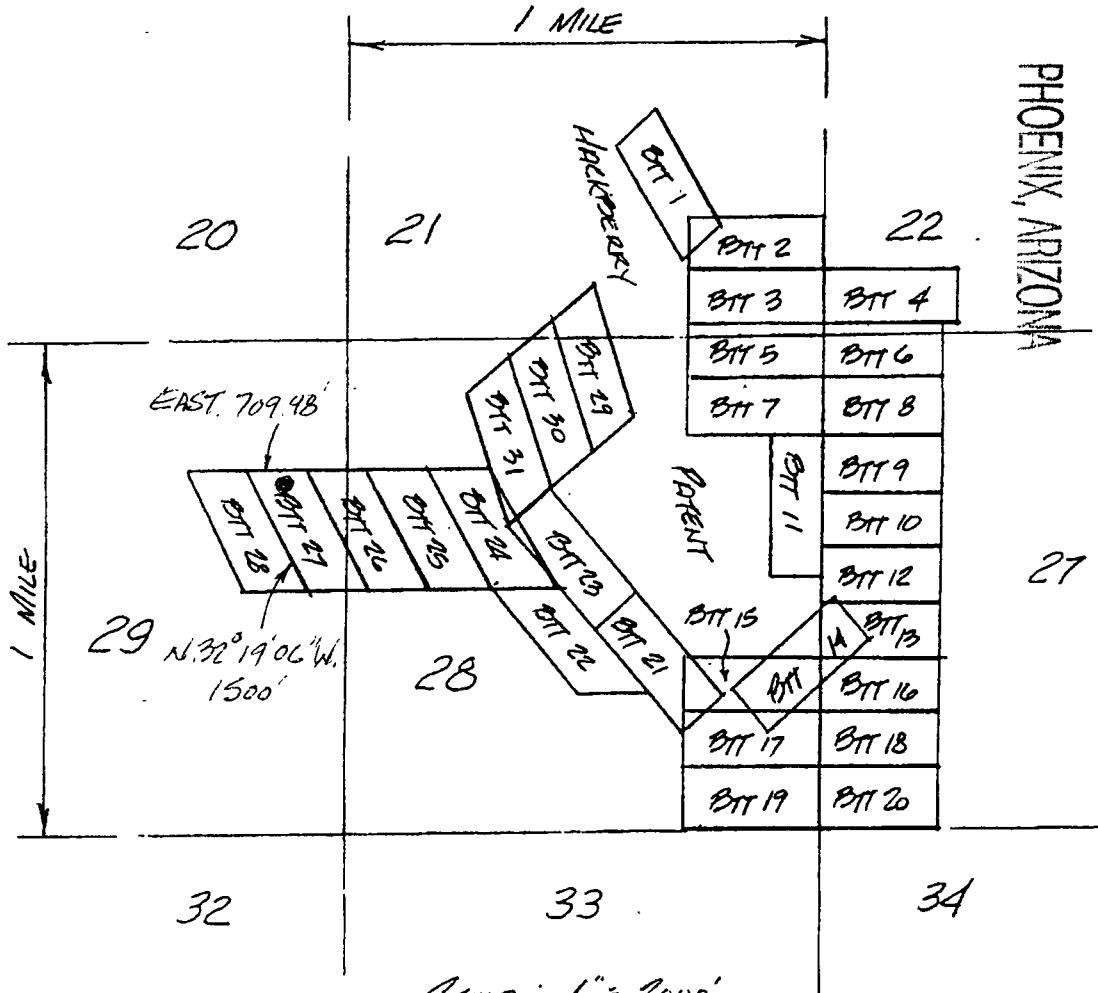 1 MILE
PHOENIX, ARIZONA
HACKBERRY
BTT 1
20
21
22
BTT 2
BTT 3
BTT 4
BTT 5
BTT 6
BTT 7
BTT 8
BTT 29
BTT 30
BTT 31
EAST. 709.48'
BTT 9
BTT 10
BTT 11
BTT 12
PATENT
BTT 28
BTT 27
BTT 26
BTT 25
BTT 24
BTT 23
27
1 MILE
29
N.32°19'06"W.
1500'
28
BTT 22
BTT 21
BTT 15
BTT 14
BTT 13
BTT 16
BTT 17
BTT 18
BTT 19
BTT 20
32
33
34
1" = 2000'